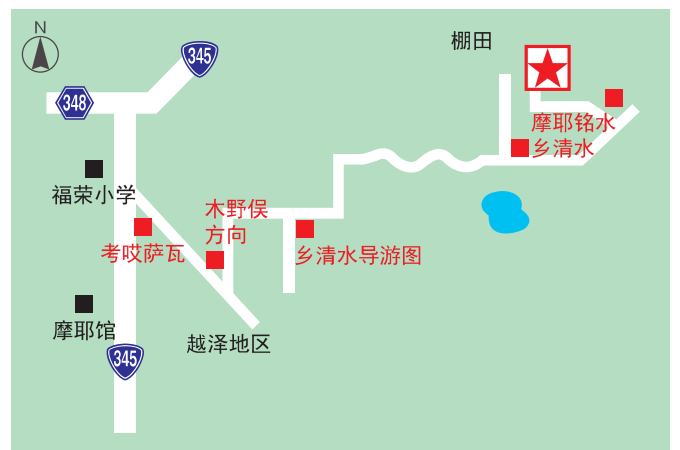 N
345
棚田
348
摩耶铭水
乡清水
福荣小学
木野俣
方向
考哎萨瓦
乡清水导游图
摩耶馆
越泽地区
345